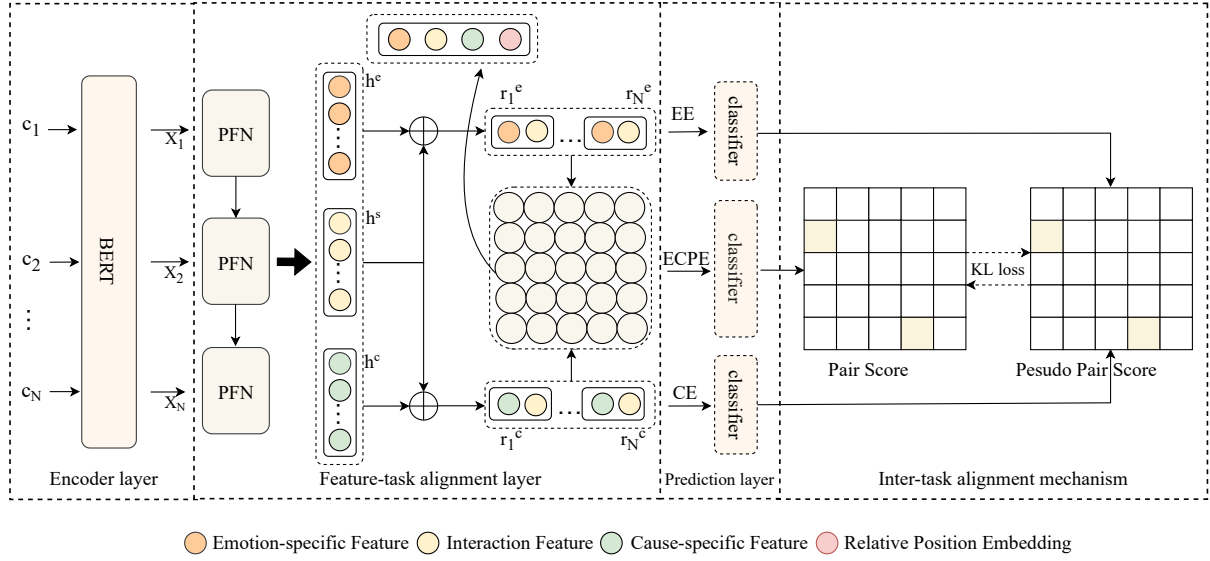 c1
c2
⋮
cN
BERT
X1
X2
XN
PFN
PFN
PFN
hᵉ
hˢ
hᶜ
r1ᵉ
rNᵉ
...
...
r1ᶜ
rNᶜ
EE
ECPE
CE
classifier
classifier
classifier
KL loss
Pair Score
Pesudo Pair Score
Encoder layer
Feature-task alignment layer
Prediction layer
Inter-task alignment mechanism
Emotion-specific Feature
Interaction Feature
Cause-specific Feature
Relative Position Embedding